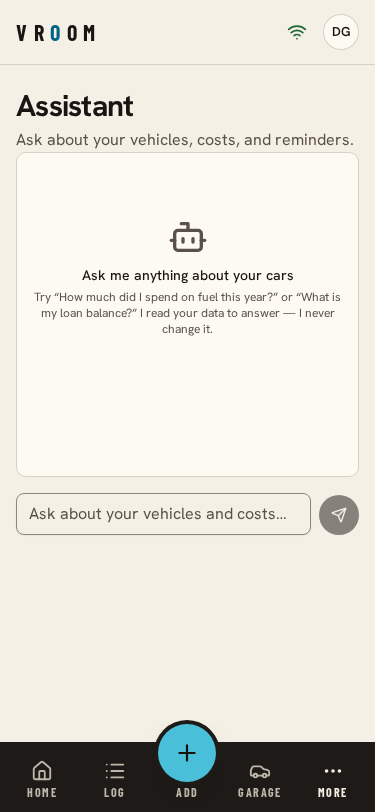 VROOM
DG
Assistant
Ask about your vehicles, costs, and reminders.
Ask me anything about your cars
Try “How much did I spend on fuel this year?” or “What is
my loan balance?” I read your data to answer — I never
change it.
Ask about your vehicles and costs...
HOME
LOG
ADD
GARAGE
MORE